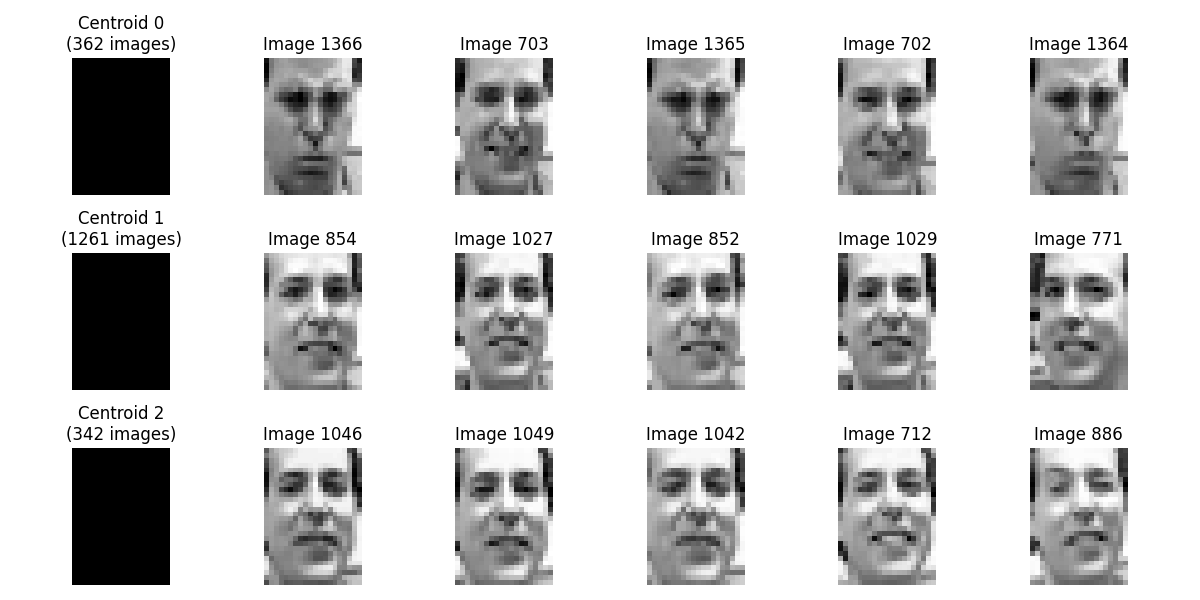 Centroid 0
(362 images)
Image 1366
Image 703
Image 1365
Image 702
Image 1364
Centroid 1
(1261 images)
Image 854
Image 1027
Image 852
Image 1029
Image 771
Centroid 2
(342 images)
Image 1046
Image 1049
Image 1042
Image 712
Image 886